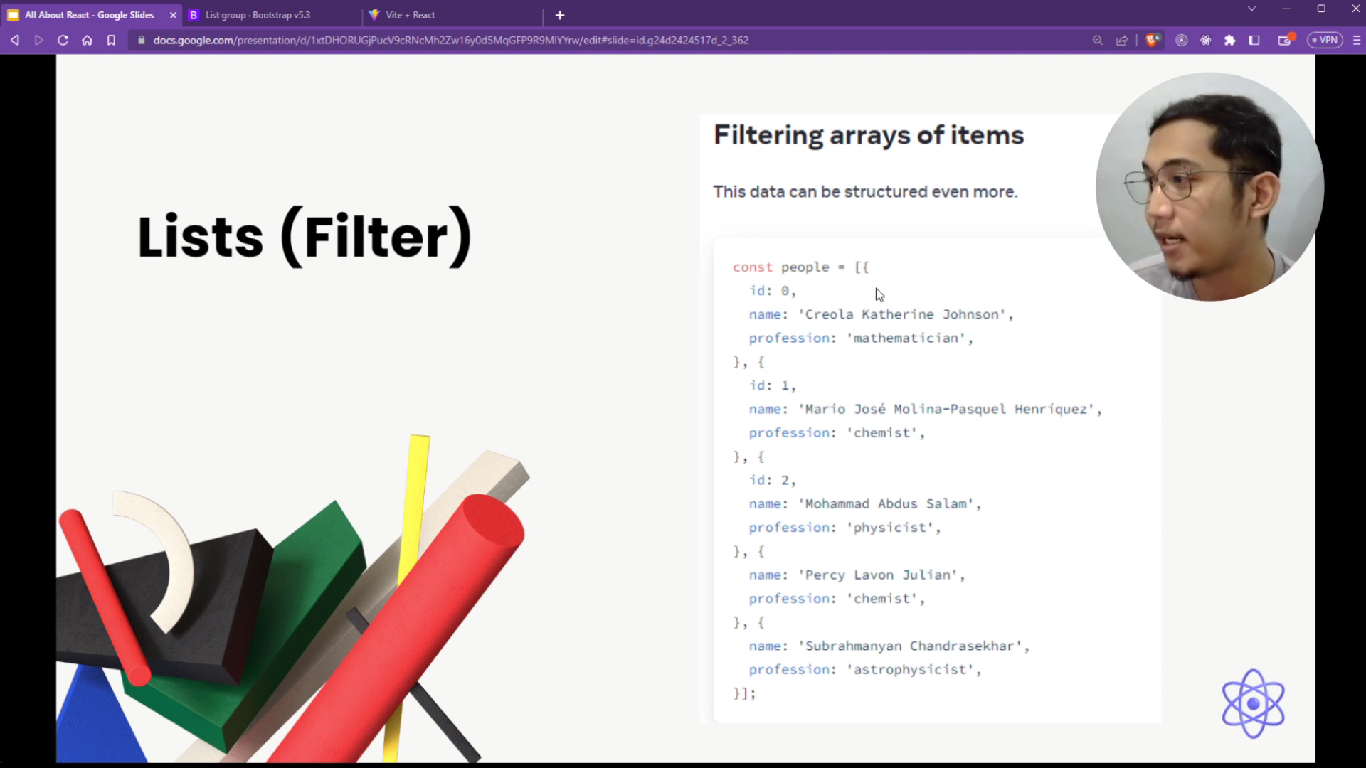 All About React - Google Slides
List group · Bootstrap v5.3
Vite + React
docs.google.com/presentation/d/1xtDHORUGjPucV9cRNcMh2Zw16y0d5MqGFP9R9MIYYrw/edit#slide=id.g24d2424517d_2_362
VPN
Lists (Filter)
Filtering arrays of items
This data can be structured even more.
const people = [{
id: 0,
name: 'Creola Katherine Johnson',
profession: 'mathematician',
}, {
id: 1,
name: 'Mario José Molina-Pasquel Henríquez',
profession: 'chemist',
}, {
id: 2,
name: 'Mohammad Abdus Salam',
profession: 'physicist',
}, {
name: 'Percy Lavon Julian',
profession: 'chemist',
}, {
name: 'Subrahmanyan Chandrasekhar',
profession: 'astrophysicist',
}];